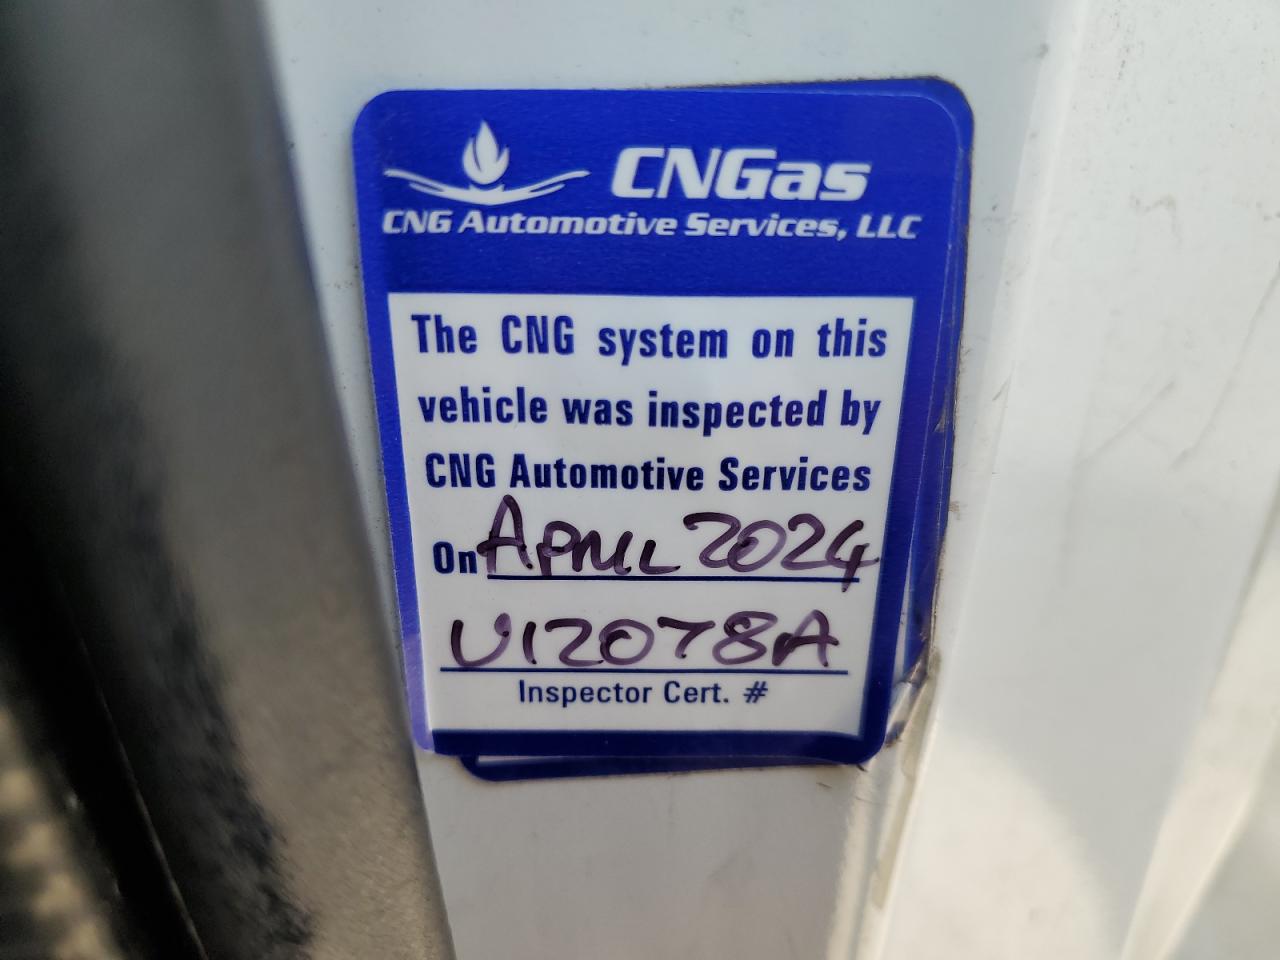 CNGas
CNG Automotive Services, LLC
The CNG system on this
vehicle was inspected by
CNG Automotive Services
On APRIL 2024
U12078A
Inspector Cert. #